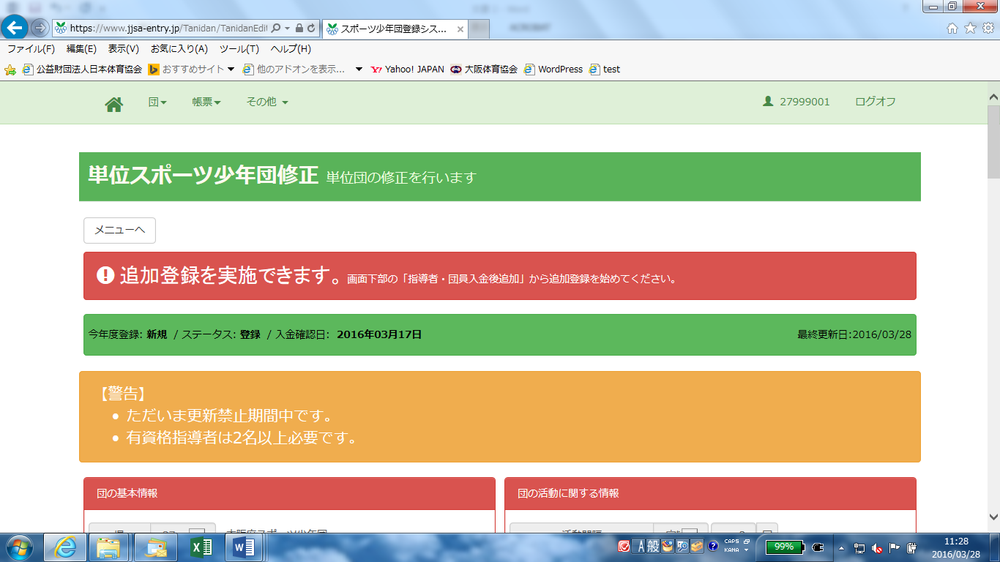 https://www.jjsa-entry.jp/Tanidan/TanidanEdit
スポーツ少年団登録シス...
ファイル(F) 編集(E) 表示(V) お気に入り(A) ツール(T) ヘルプ(H)
公益財団法人日本体育協会 おすすめサイト 他のアドオンを表示... Yahoo! JAPAN 大阪体育協会 WordPress test
団 帳票 その他 27999001 ログオフ
単位スポーツ少年団修正 単位団の修正を行います
メニューへ
追加登録を実施できます。画面下部の「指導者・団員入金後追加」から追加登録を始めてください。
今年度登録: 新規 / ステータス: 登録 / 入金確認日: 2016年03月17日 最終更新日:2016/03/28
【警告】
• ただいま更新禁止期間中です。
• 有資格指導者は2名以上必要です。
団の基本情報 団の活動に関する情報
A 般 CAPS KANA 99% 11:28
2016/03/28